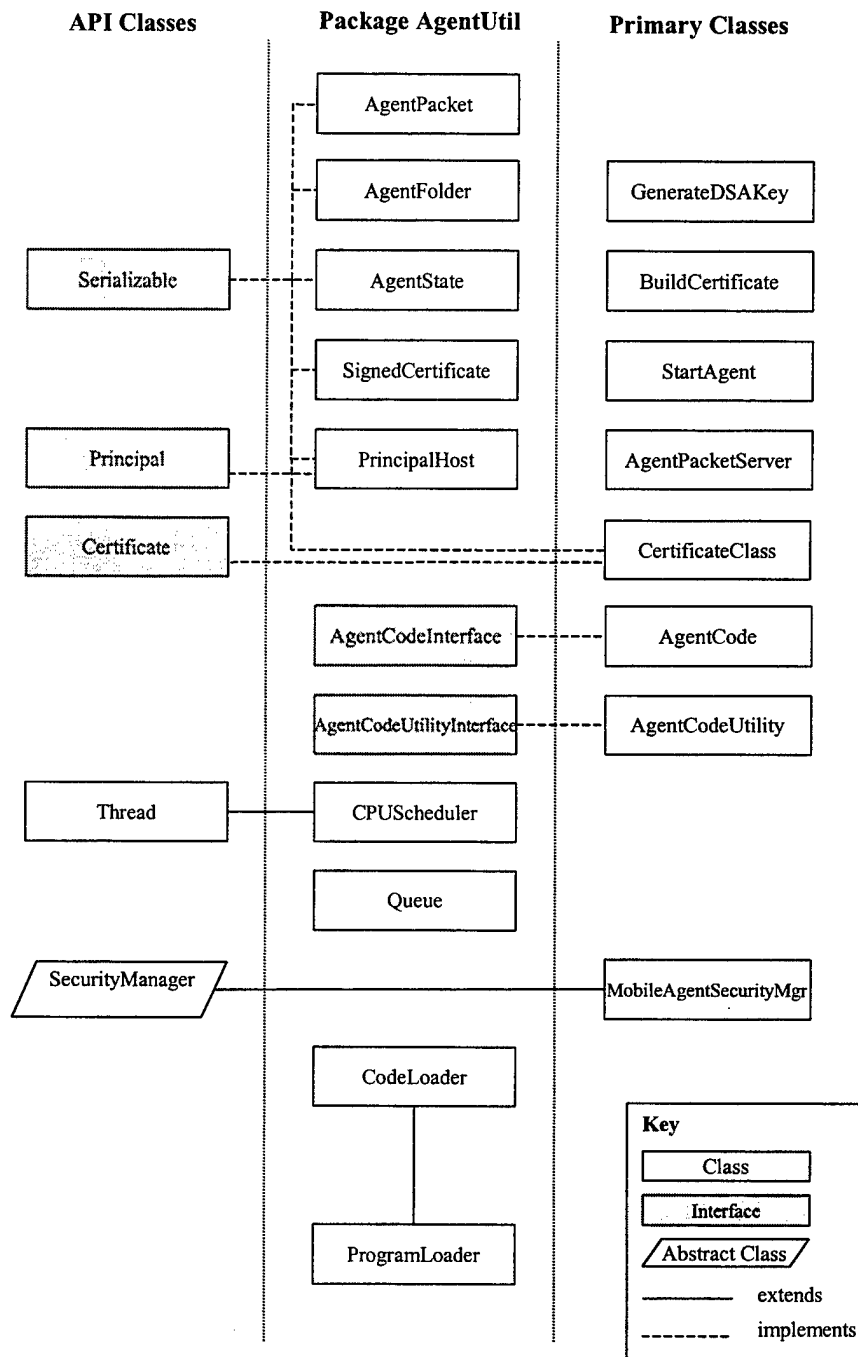 API Classes
Package AgentUtil
Primary Classes
AgentPacket
AgentFolder
GenerateDSAKey
Serializable
AgentState
BuildCertificate
SignedCertificate
StartAgent
Principal
PrincipalHost
AgentPacketServer
Certificate
CertificateClass
AgentCodeInterface
AgentCode
AgentCodeUtilityInterface
AgentCodeUtility
Thread
CPUScheduler
Queue
SecurityManager
MobileAgentSecurityMgr
CodeLoader
ProgramLoader
Key
Class
Interface
Abstract Class
extends
implements